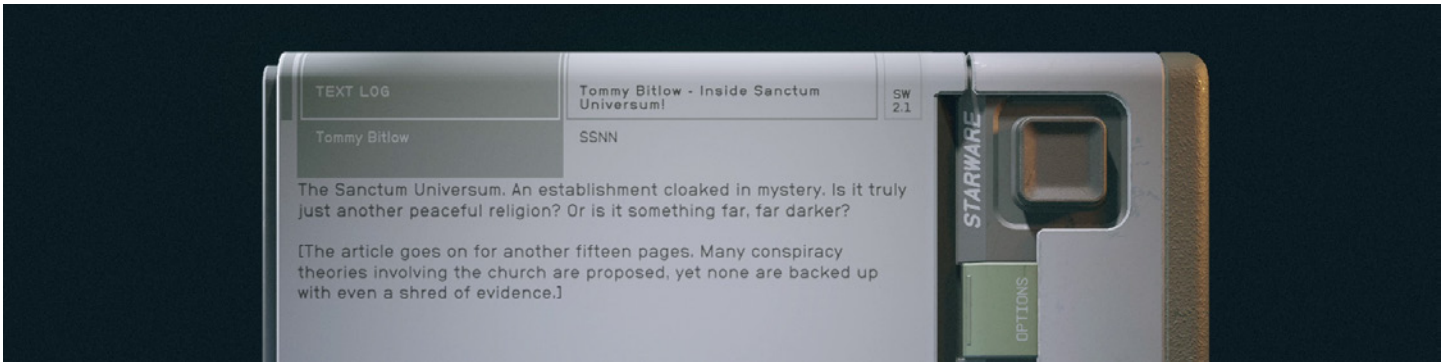 TEXT LOG
Tommy Bitlow - Inside Sanctum
Universum!
SW
2.1
Tommy Bitlow
SSNN
The Sanctum Universum. An establishment cloaked in mystery. Is it truly
just another peaceful religion? Or is it something far, far darker?
[The article goes on for another fifteen pages. Many conspiracy
theories involving the church are proposed, yet none are backed up
with even a shred of evidence.]
STARWARE
OPTIONS